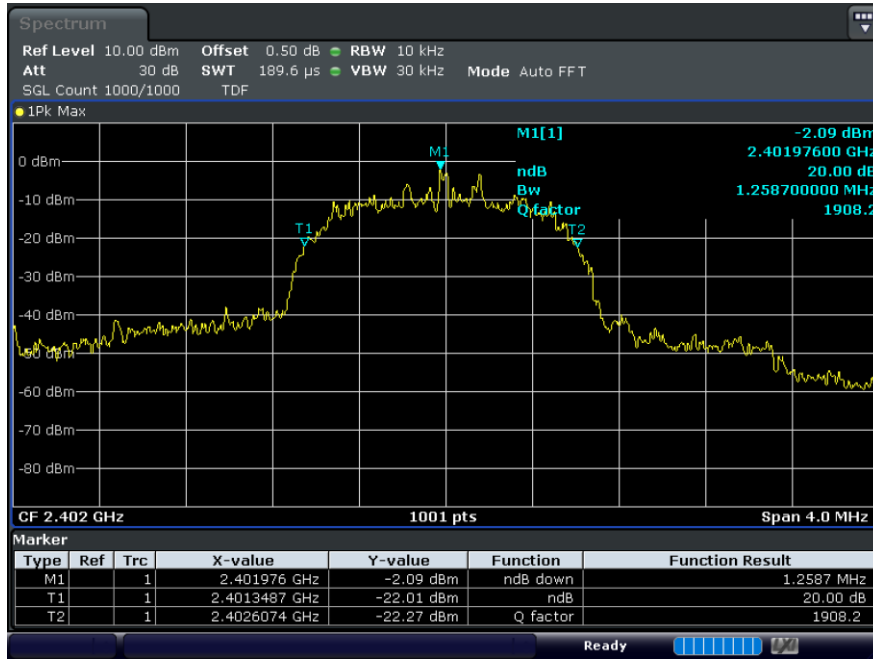 Spectrum
Ref Level 10.00 dBm Offset 0.50 dB RBW 10 kHz
Att 30 dB SWT 189.6 µs VBW 30 kHz Mode Auto FFT
SGL Count 1000/1000 TDF
1Pk Max
M1[1] -2.09 dBm
2.40197600 GHz
M1
0 dBm
ndB 20.00 dB
Bw 1.258700000 MHz
-10 dBm
Q factor 1908.2
T1
T2
-20 dBm
-30 dBm
-40 dBm
-50 dBm
-60 dBm
-70 dBm
-80 dBm
CF 2.402 GHz 1001 pts Span 4.0 MHz
Marker
Type Ref Trc X-value Y-value Function Function Result
M1 1 2.401976 GHz -2.09 dBm ndB down 1.2587 MHz
T1 1 2.4013487 GHz -22.01 dBm ndB 20.00 dB
T2 1 2.4026074 GHz -22.27 dBm Q factor 1908.2
Ready